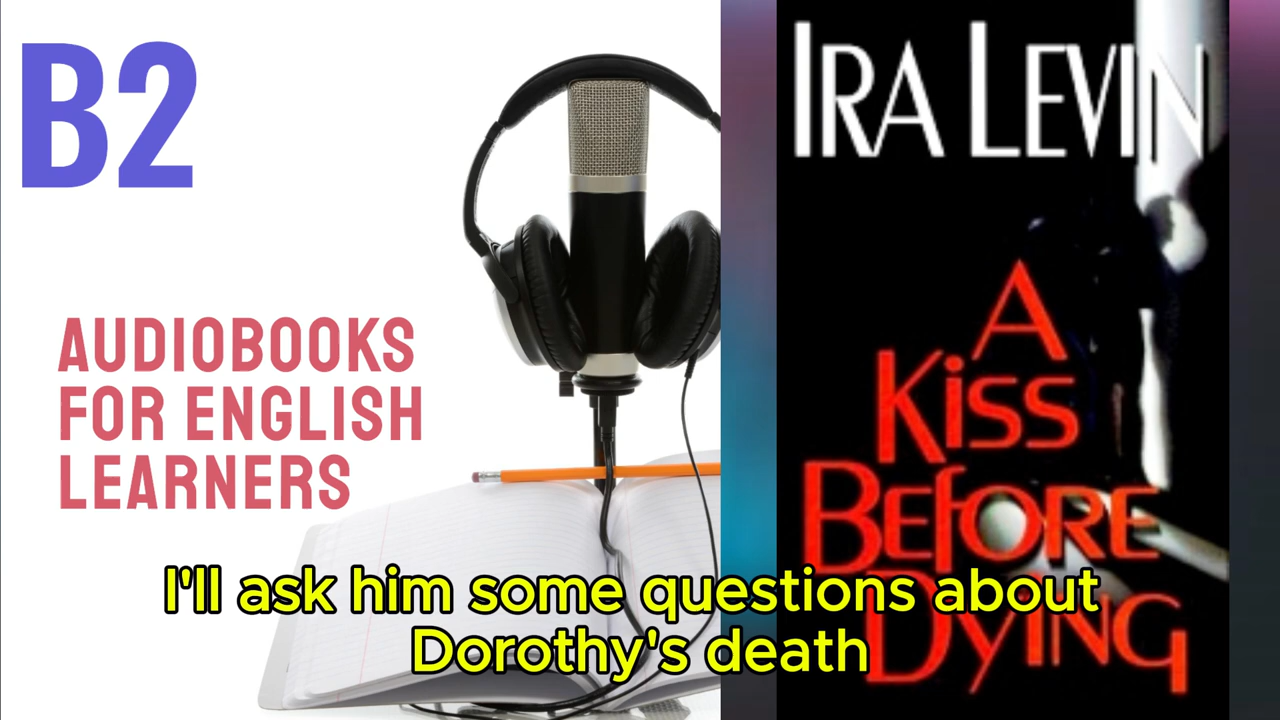 B2
AUDIOBOOKS
FOR ENGLISH
LEARNERS
IRA LEVIN
A
KISS
BEFORE
DYING
I'll ask him some questions about
Dorothy's death